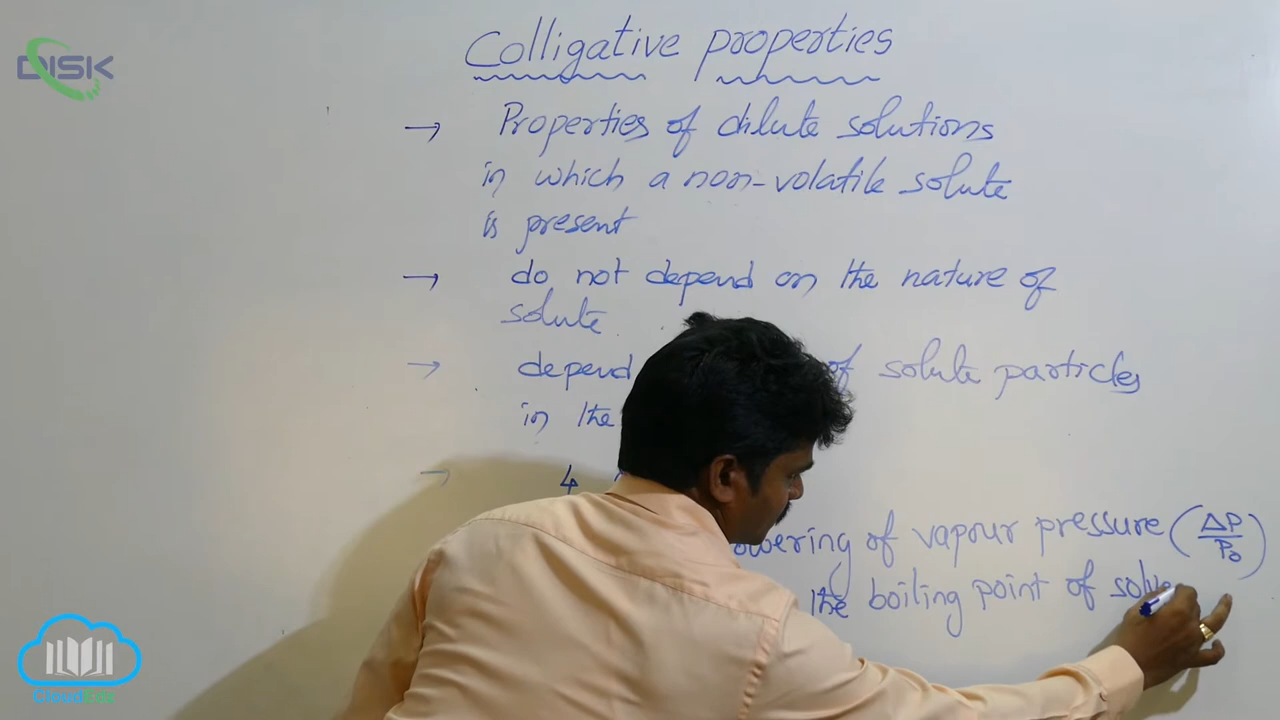 DISK
Colligative properties
→ Properties of dilute solutions
in which a non-volatile solute
is present
→ do not depend on the nature of
solute
→ depend of solute particles
in the
→ 4
owering of vapour pressure (ΔP/P₀)
the boiling point of solve
CloudEdz